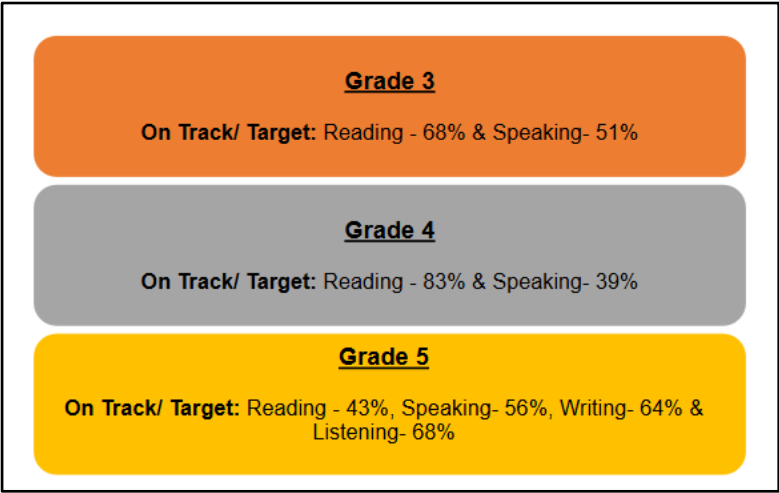 Grade 3
On Track/ Target: Reading - 68% & Speaking- 51%
Grade 4
On Track/ Target: Reading - 83% & Speaking- 39%
Grade 5
On Track/ Target: Reading - 43%, Speaking- 56%, Writing- 64% &
Listening- 68%